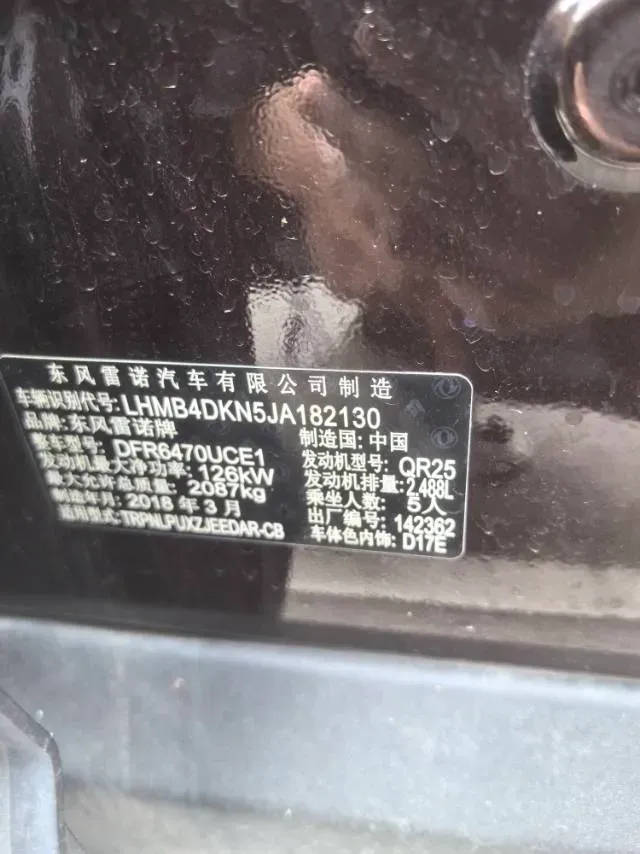 东风雷诺汽车有限公司制造
车辆识别代号: LHMB4DKN5JA182130
品牌: 东风雷诺牌 制造国: 中国
整车型号: DFR6470UCE1 发动机型号: QR25
发动机最大净功率: 126kW 发动机排量: 2.488L
最大允许总质量: 2087kg 乘坐人数: 5人
制造年月: 2018年3月 出厂编号: 142362
适用型式: TRPNLPUXZJEEDAR-CB 车体色内饰: D17E